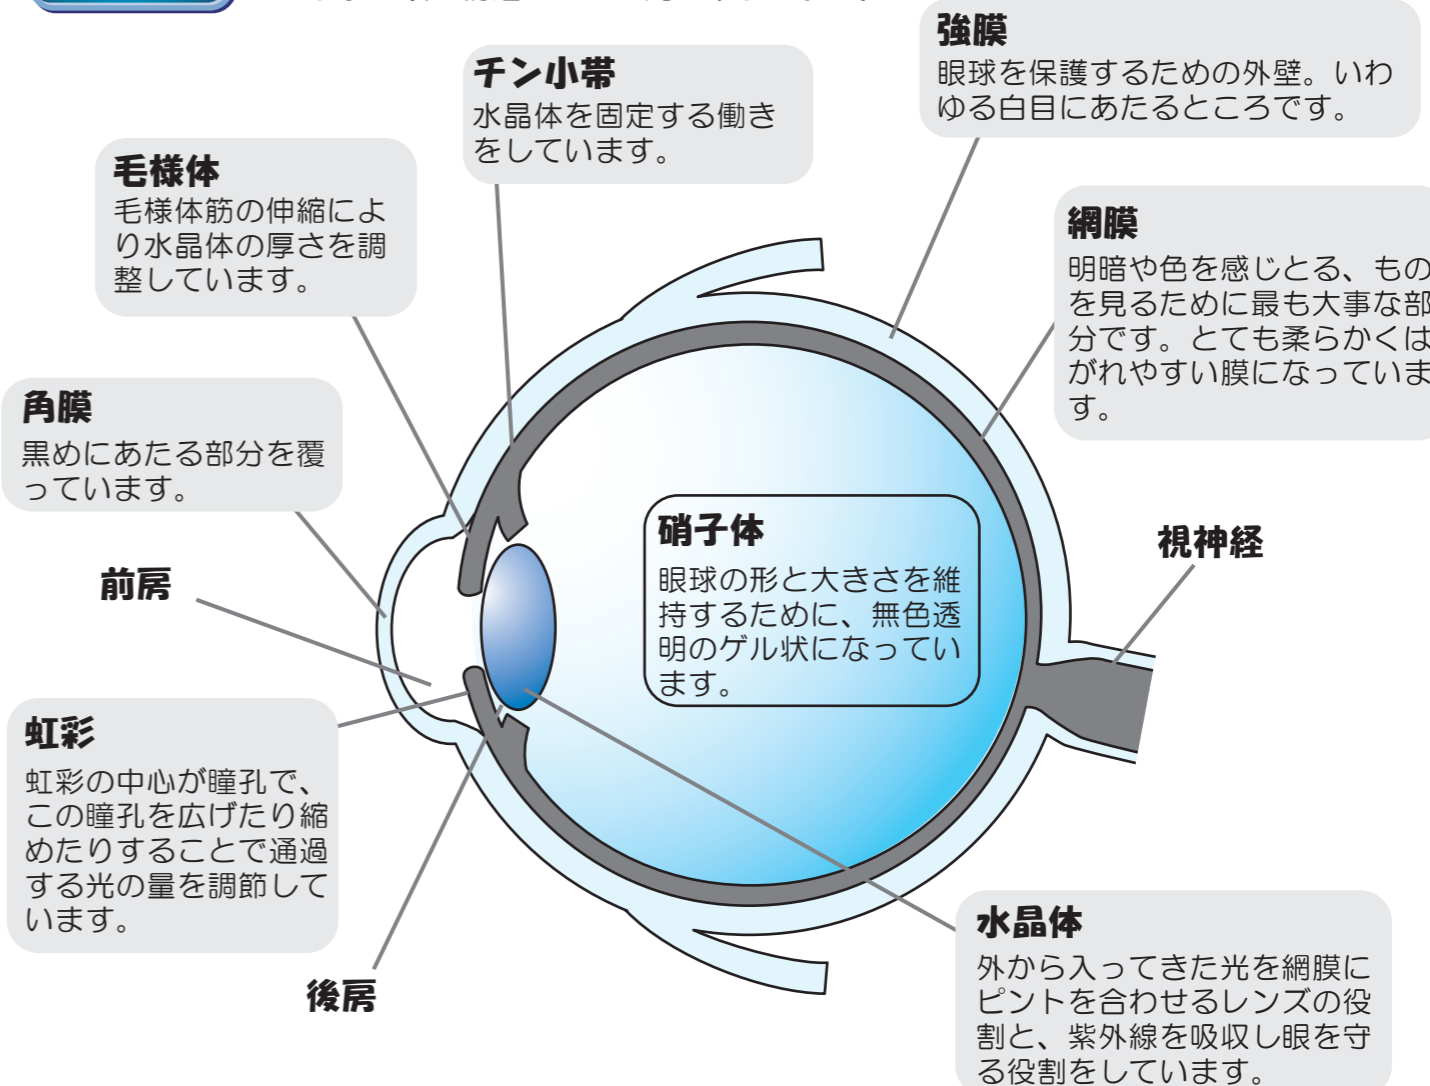 強膜
眼球を保護するための外壁。いわ
ゆる白目にあたるところです。
チン小帯
水晶体を固定する働き
をしています。
毛様体
毛様体筋の伸縮によ
り水晶体の厚さを調
整しています。
網膜
明暗や色を感じとる、もの
を見るために最も大事な部
分です。とても柔らかくは
がれやすい膜になっていま
す。
角膜
黒めにあたる部分を覆
っています。
硝子体
眼球の形と大きさを維
持するために、無色透
明のゲル状になってい
ます。
視神経
前房
虹彩
虹彩の中心が瞳孔で、
この瞳孔を広げたり縮
めたりすることで通過
する光の量を調節して
います。
後房
水晶体
外から入ってきた光を網膜に
ピントを合わせるレンズの役
割と、紫外線を吸収し眼を守
る役割をしています。